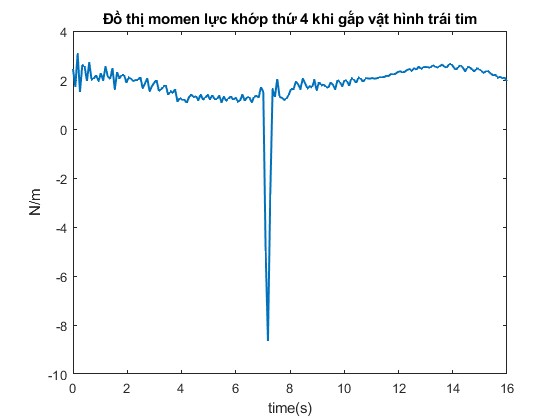 Đồ thị momen lực khớp thứ 4 khi gắp vật hình trái tim
4
2
0
-2
-4
-6
-8
-10
N/m
0 2 4 6 8 10 12 14 16
time(s)